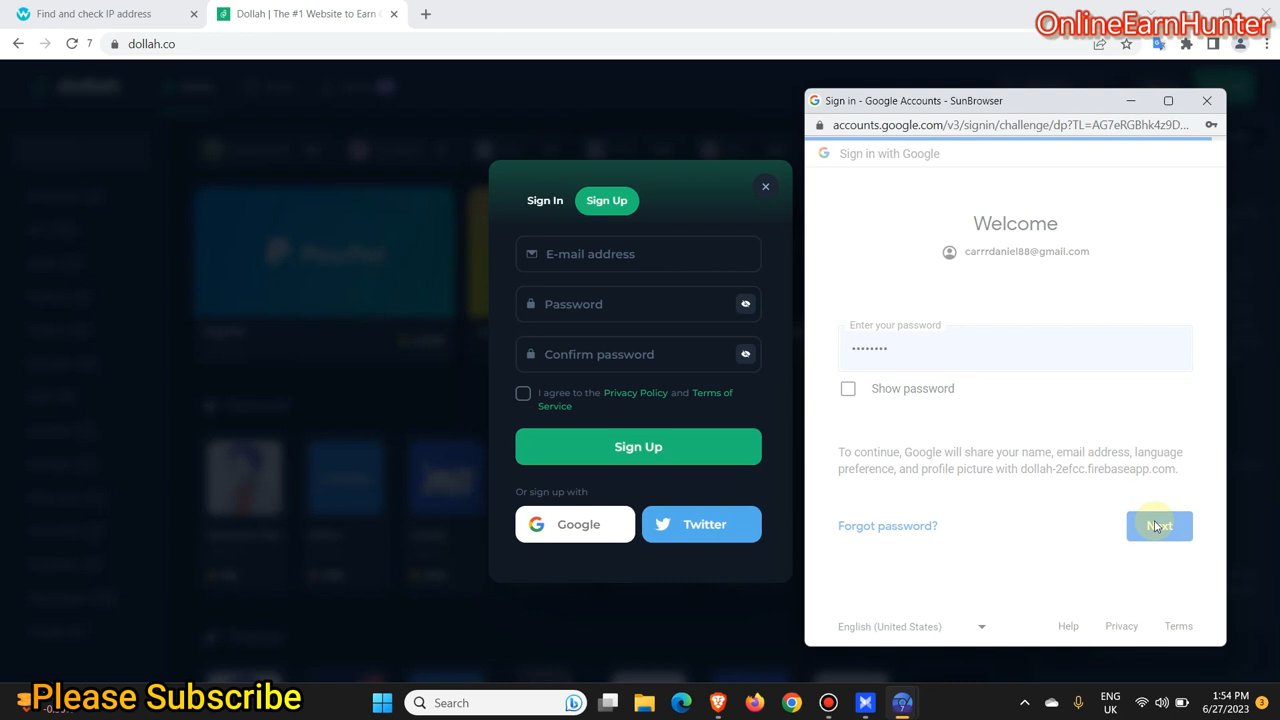 Find and check IP address
Dollah | The #1 Website to Earn C
OnlineEarnHunter
7
dollah.co
Sign in - Google Accounts - SunBrowser
accounts.google.com/v3/signin/challenge/dp?TL=AG7eRGBhk4z9D...
Sign in with Google
Welcome
carrrdaniel88@gmail.com
Enter your password
••••••••
Show password
To continue, Google will share your name, email address, language
preference, and profile picture with dollah-2efcc.firebaseapp.com.
Forgot password?
Next
English (United States)
Help
Privacy
Terms
Sign In
Sign Up
E-mail address
Password
Confirm password
I agree to the Privacy Policy and Terms of
Service
Sign Up
Or sign up with
Google
Twitter
Please Subscribe
Search
7
ENG
UK
1:54 PM
6/27/2023
3